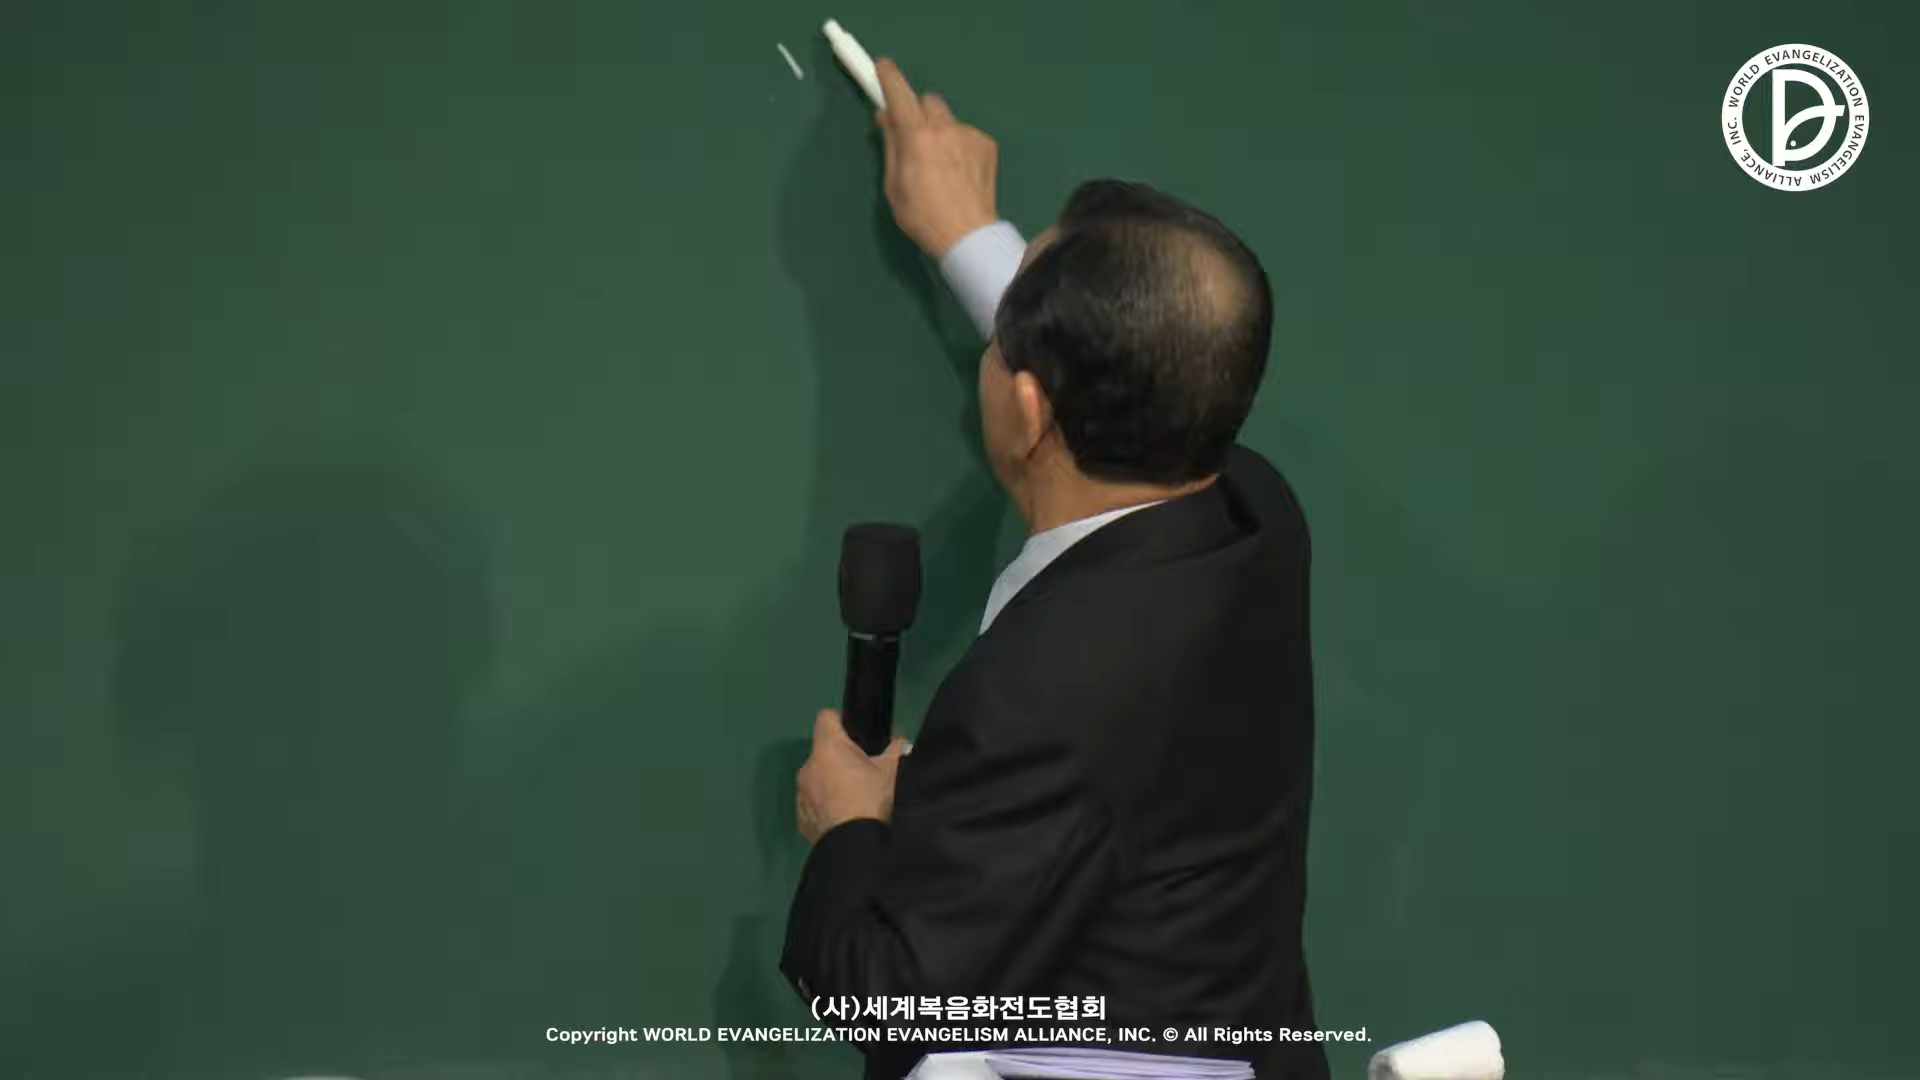 WORLD EVANGELIZATION EVANGELISM ALLIANCE, INC.
(사)세계복음화전도협회
Copyright WORLD EVANGELIZATION EVANGELISM ALLIANCE, INC. © All Rights Reserved.